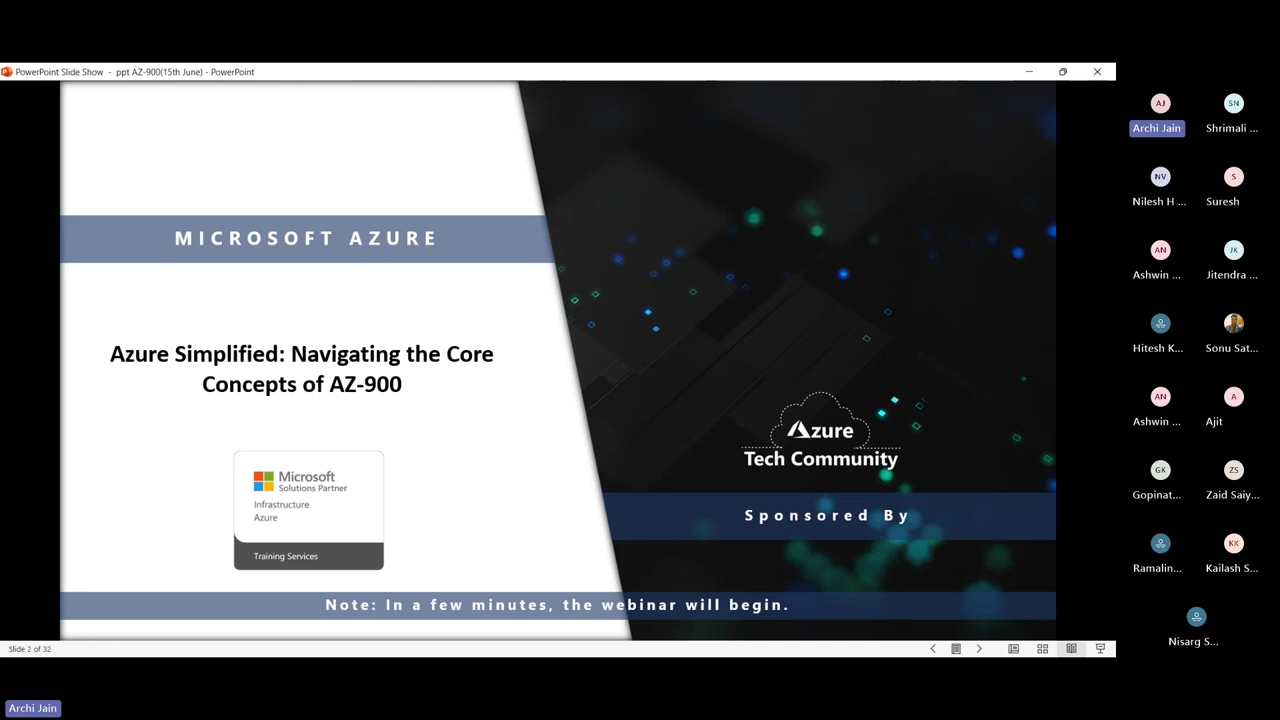 PowerPoint Slide Show - ppt AZ-900(15th June) - PowerPoint
MICROSOFT AZURE
Azure Simplified: Navigating the Core
Concepts of AZ-900
Microsoft
Solutions Partner
Infrastructure
Azure
Training Services
Azure
Tech Community
Sponsored By
Note: In a few minutes, the webinar will begin.
Slide 2 of 32
Archi Jain
AJ
SN
Archi Jain
Shrimali ...
NV
S
Nilesh H ...
Suresh
AN
JK
Ashwin ...
Jitendra ...
Hitesh K...
Sonu Sat...
AN
A
Ashwin ...
Ajit
GK
ZS
Gopinat...
Zaid Saiy...
KK
Ramalin...
Kailash S...
Nisarg S...